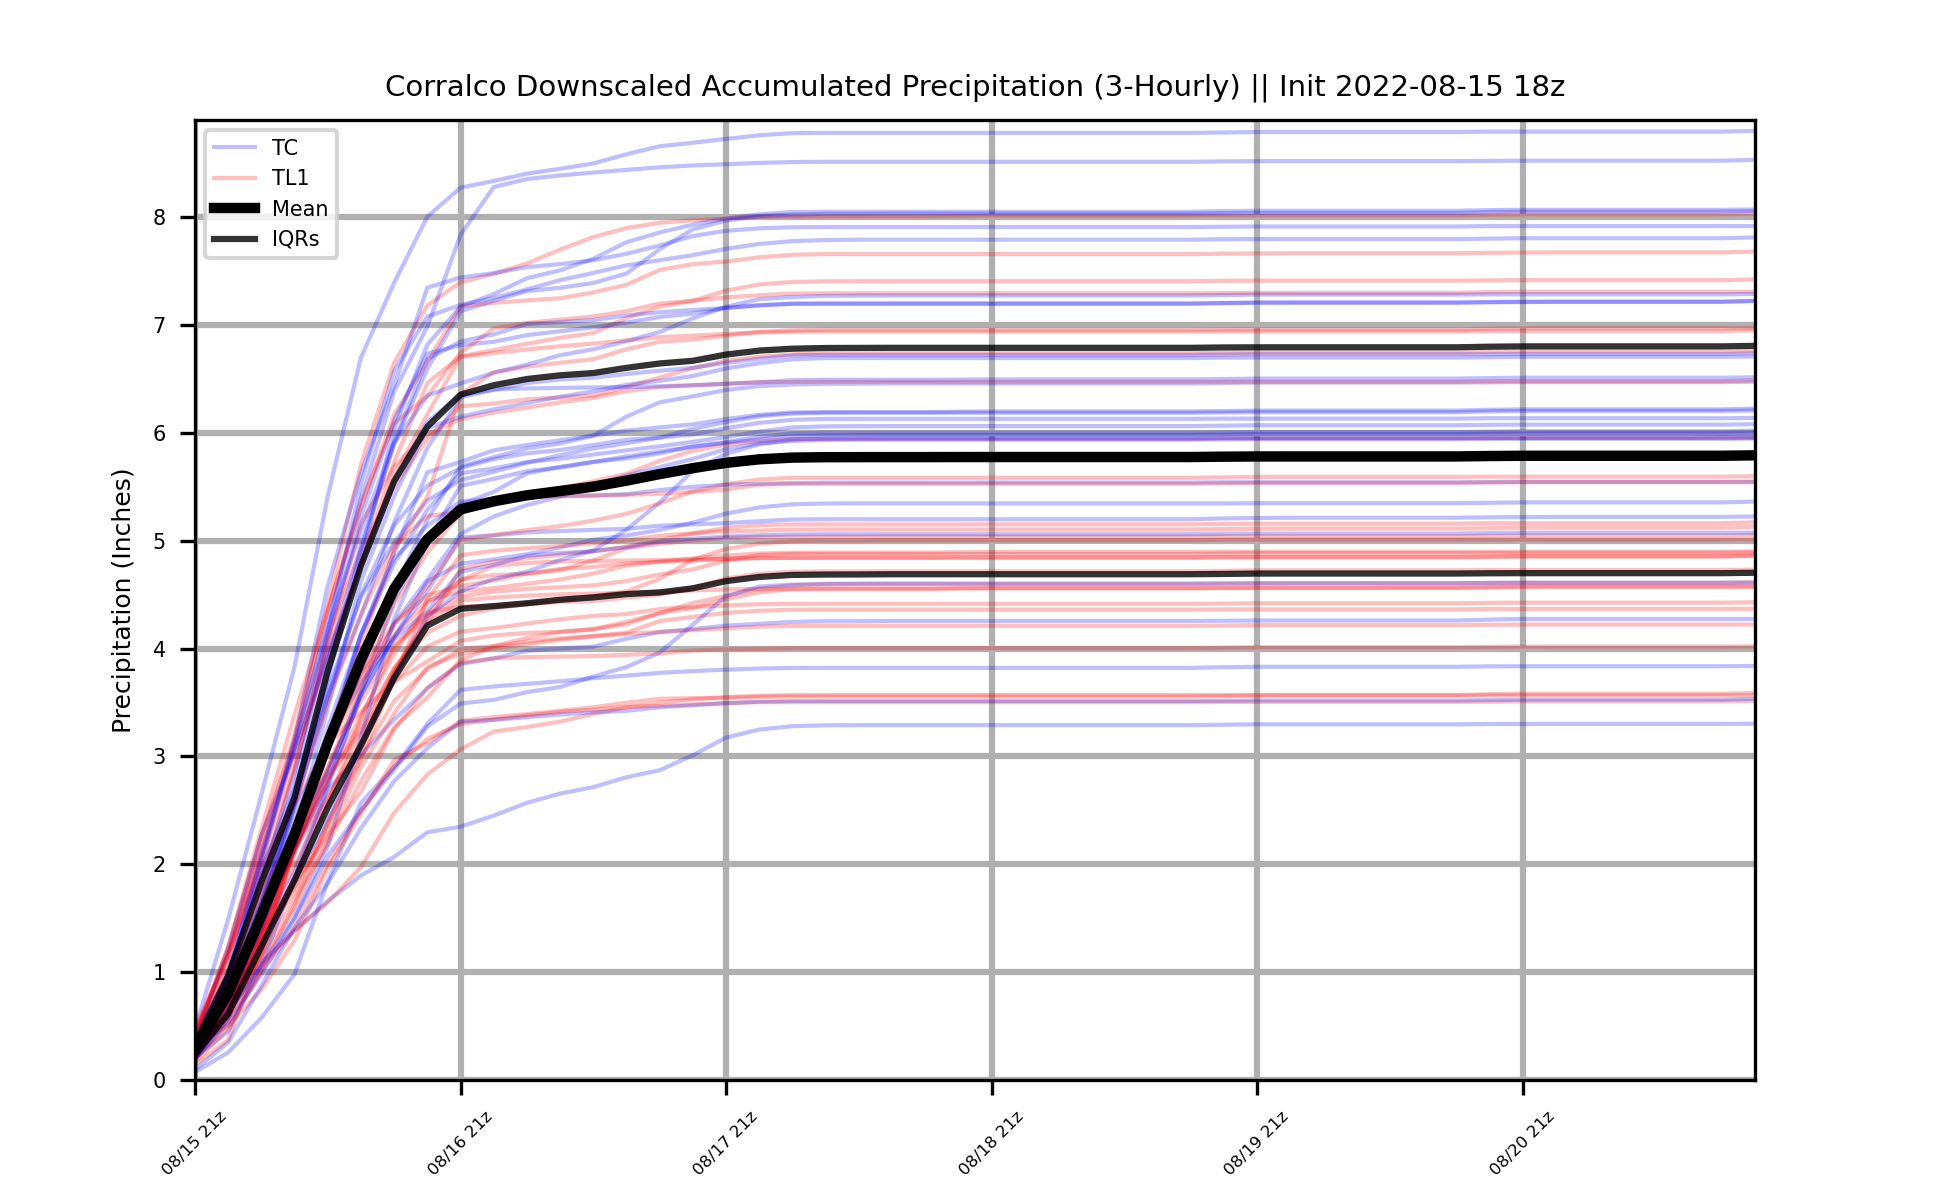 Corralco Downscaled Accumulated Precipitation (3-Hourly) || Init 2022-08-15 18z
TC
TL1
Mean
IQRs
Precipitation (Inches)
8
7
6
5
4
3
2
1
0
08/15 21z
08/16 21z
08/17 21z
08/18 21z
08/19 21z
08/20 21z